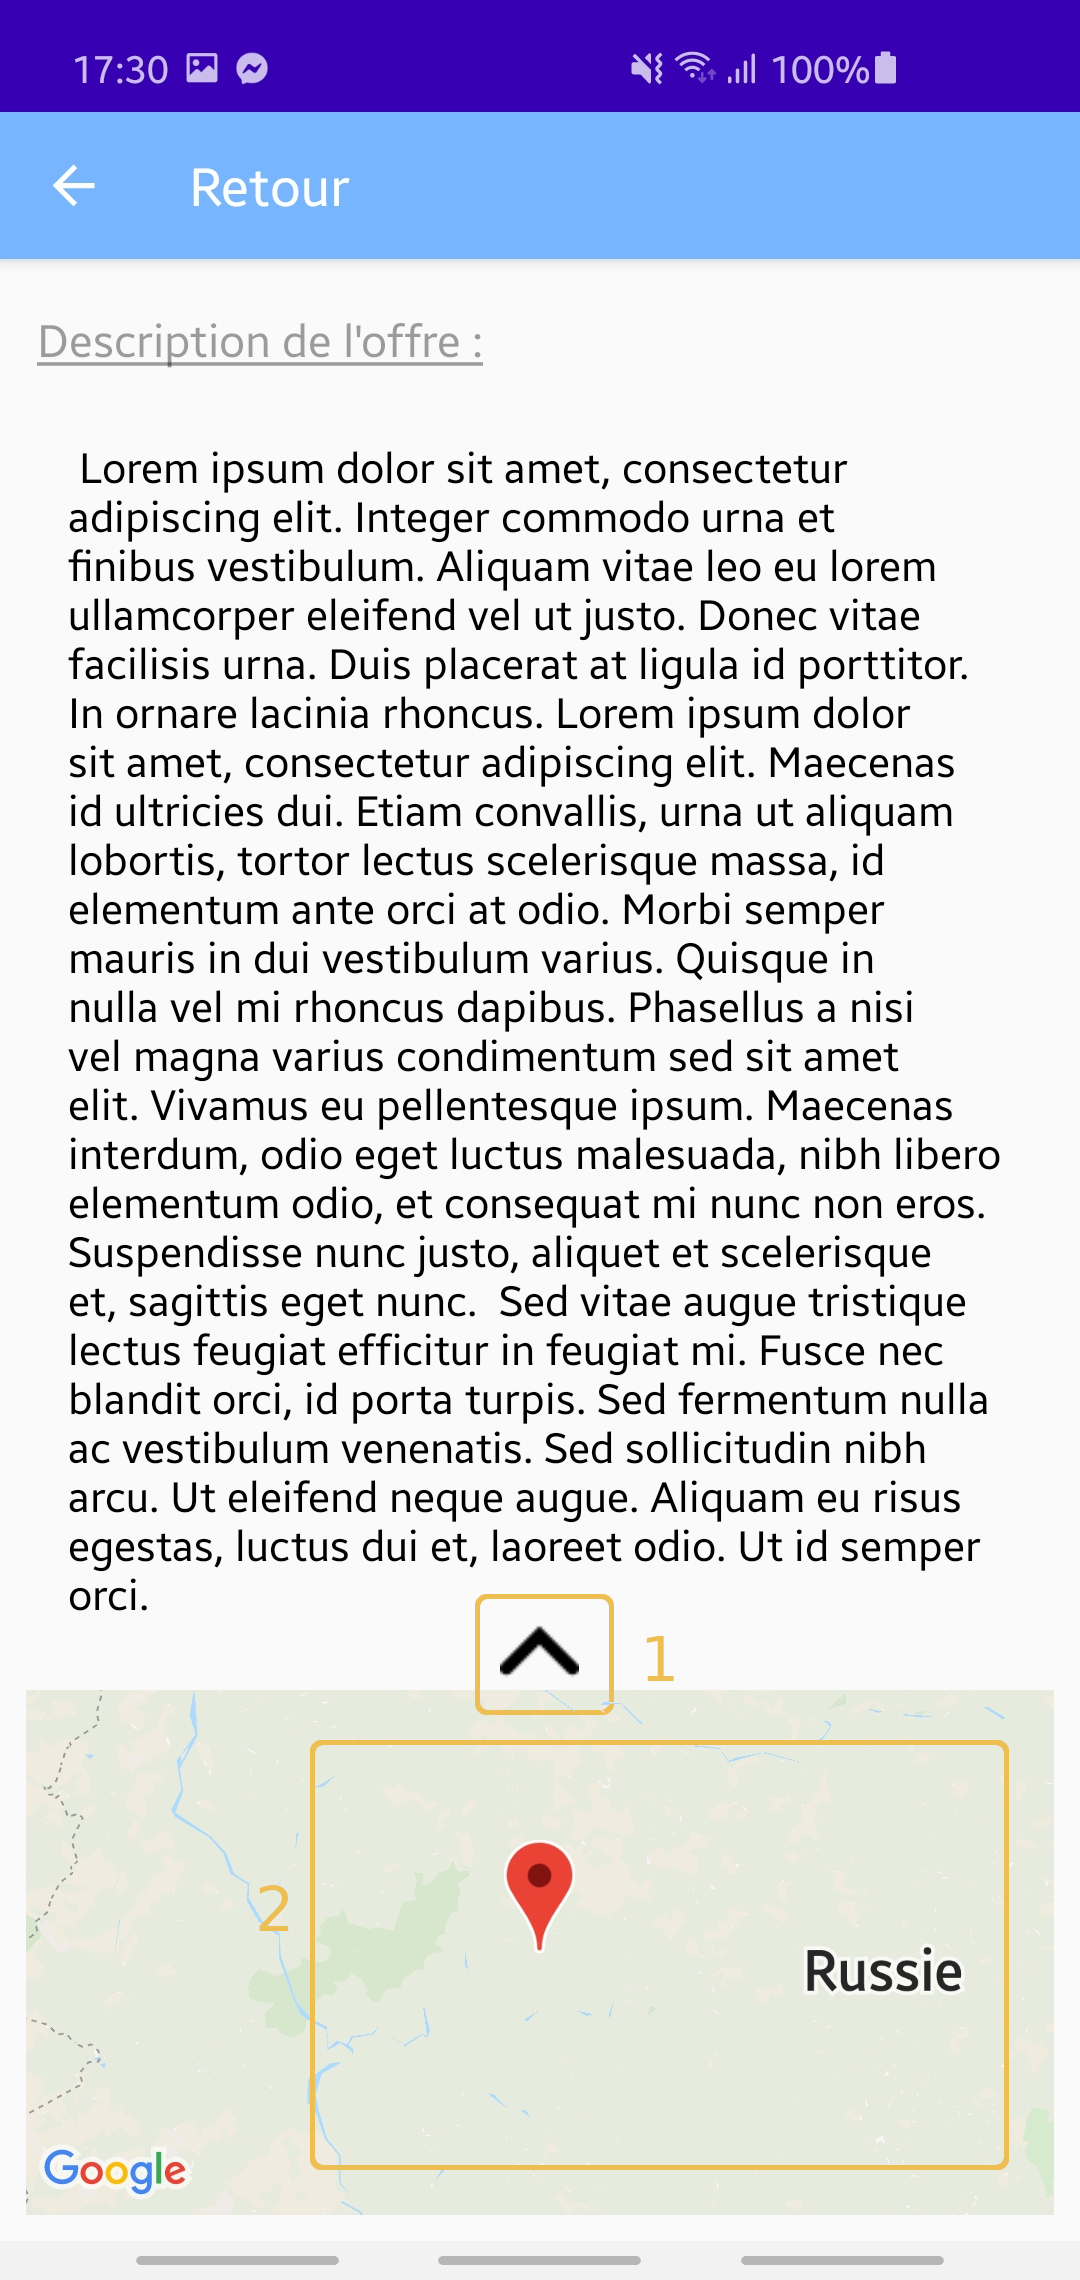 17:30 100%
Retour
Description de l'offre :
Lorem ipsum dolor sit amet, consectetur
adipiscing elit. Integer commodo urna et
finibus vestibulum. Aliquam vitae leo eu lorem
ullamcorper eleifend vel ut justo. Donec vitae
facilisis urna. Duis placerat at ligula id porttitor.
In ornare lacinia rhoncus. Lorem ipsum dolor
sit amet, consectetur adipiscing elit. Maecenas
id ultricies dui. Etiam convallis, urna ut aliquam
lobortis, tortor lectus scelerisque massa, id
elementum ante orci at odio. Morbi semper
mauris in dui vestibulum varius. Quisque in
nulla vel mi rhoncus dapibus. Phasellus a nisi
vel magna varius condimentum sed sit amet
elit. Vivamus eu pellentesque ipsum. Maecenas
interdum, odio eget luctus malesuada, nibh libero
elementum odio, et consequat mi nunc non eros.
Suspendisse nunc justo, aliquet et scelerisque
et, sagittis eget nunc.  Sed vitae augue tristique
lectus feugiat efficitur in feugiat mi. Fusce nec
blandit orci, id porta turpis. Sed fermentum nulla
ac vestibulum venenatis. Sed sollicitudin nibh
arcu. Ut eleifend neque augue. Aliquam eu risus
egestas, luctus dui et, laoreet odio. Ut id semper
orci.
1
2
Russie
Google